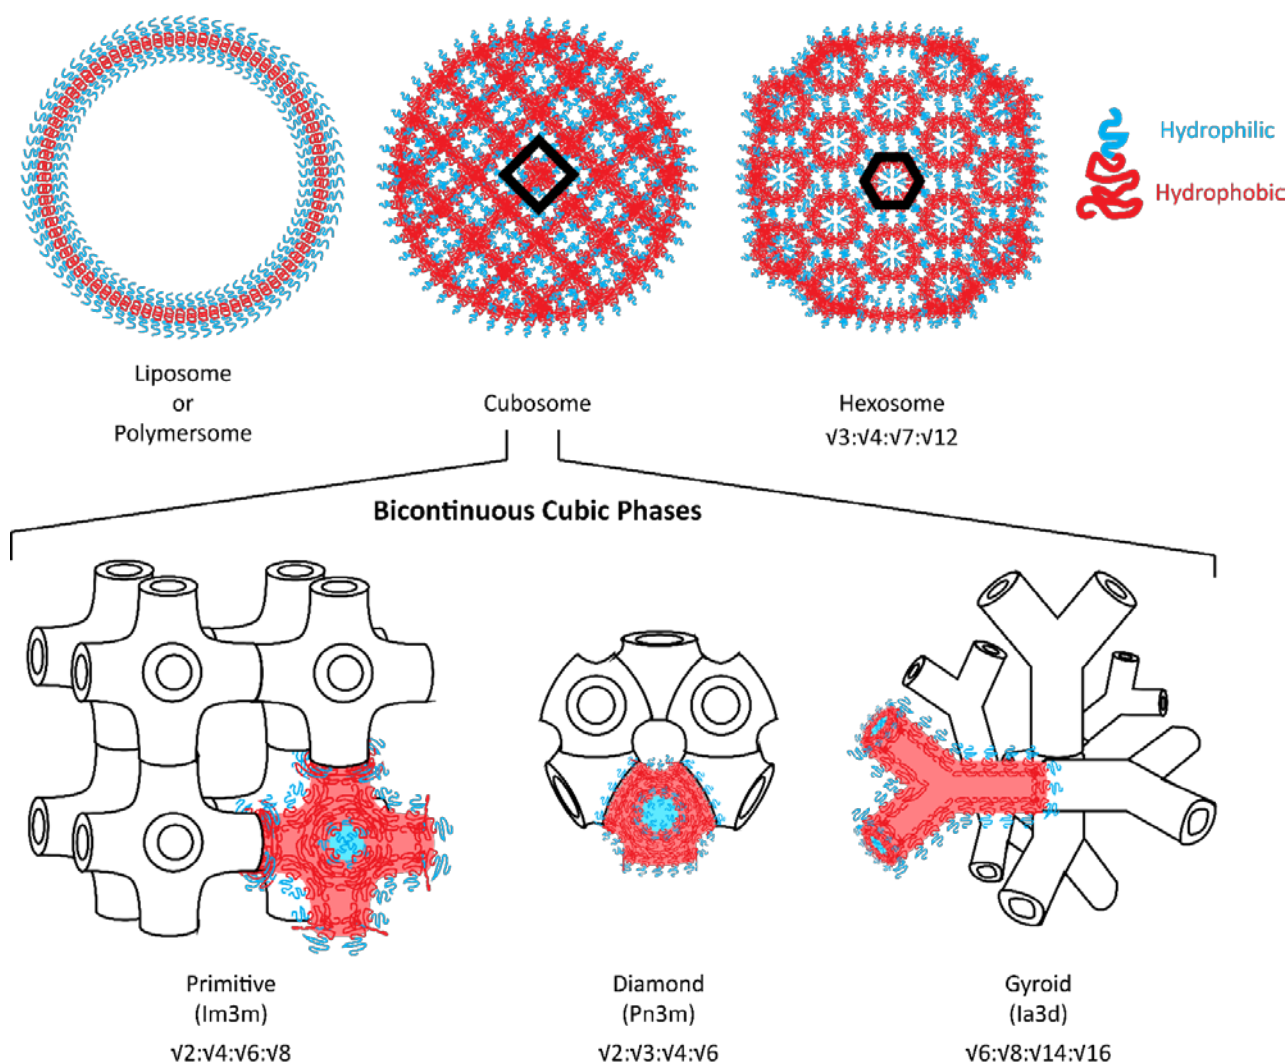 Hydrophilic
Hydrophobic
Liposome
or
Polymersome
Cubosome
Hexosome
√3:√4:√7:√12
Bicontinuous Cubic Phases
Primitive
(Im3m)
√2:√4:√6:√8
Diamond
(Pn3m)
√2:√3:√4:√6
Gyroid
(Ia3d)
√6:√8:√14:√16